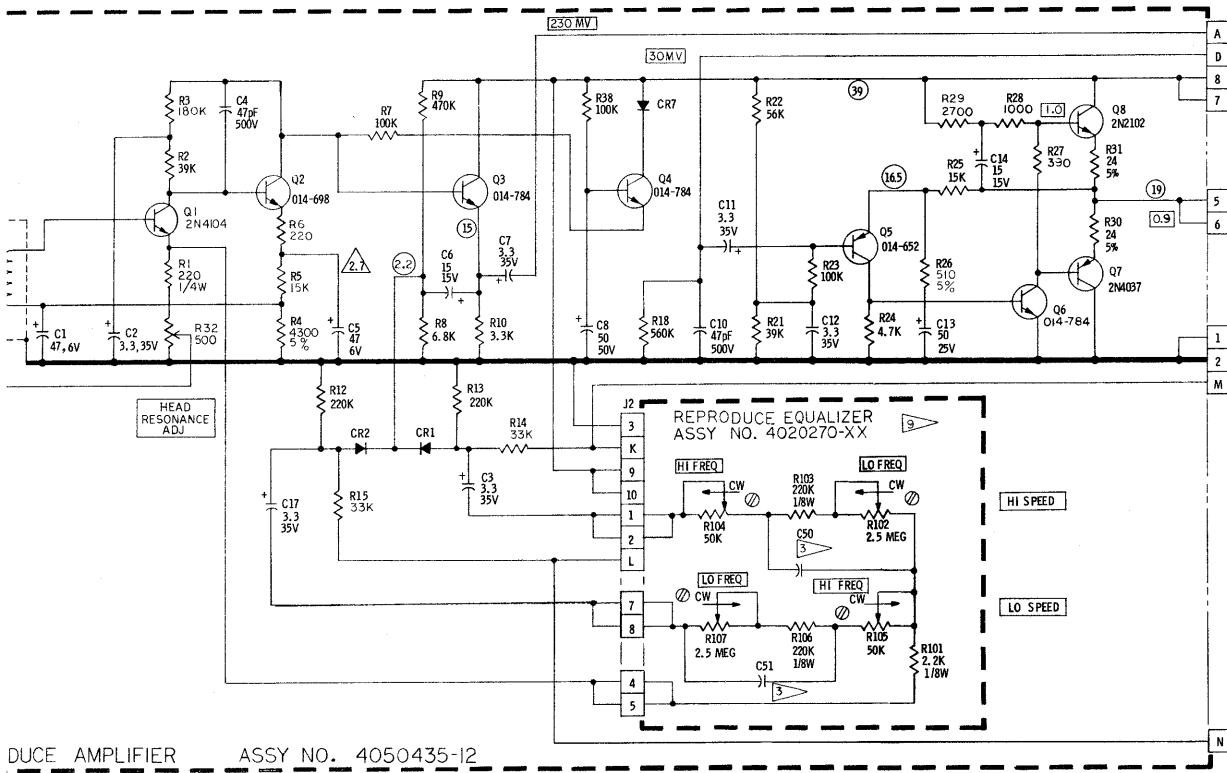 230 MV
A
30MV
D
8
7
R3
180K
C4
47pF
500V
R9
470K
R7
100K
R38
100K
CR7
R22
56K
39
R29
2700
R28
1000
1.0
Q8
2N2102
R2
39K
Q2
014-698
Q3
014-784
Q4
014-784
R27
390
R31
24
5%
C14
15
15V
R25
15K
16.5
19
5
0.9
6
Q1
2N4104
R6
220
15
C11
3.3
35V
Q5
014-652
R30
24
5%
2.7
2.2
C6
15
15V
C7
3.3
35V
R23
100K
R26
510
5%
Q7
2N4037
R1
220
1/4W
R5
15K
Q6
014-784
C1
47,6V
C2
3.3,35V
R32
500
R4
4300
5%
C5
47
6V
R8
6.8K
R10
3.3K
C8
50
50V
R18
560K
C10
47pF
500V
R21
39K
C12
3.3
35V
R24
4.7K
C13
50
25V
1
2
M
R12
220K
R13
220K
HEAD
RESONANCE
ADJ
CR2
CR1
R14
33K
J2
3
K
9
10
1
2
L
7
8
4
5
REPRODUCE EQUALIZER
ASSY NO. 4020270-XX
9
C17
3.3
35V
R15
33K
C3
3.3
35V
HI FREQ
CW
R103
220K
1/8W
LO FREQ
CW
R104
50K
R102
2.5 MEG
HI SPEED
C50
3
LO FREQ
CW
HI FREQ
CW
LO SPEED
R107
2.5 MEG
R106
220K
1/8W
R105
50K
R101
2.2K
1/8W
C51
3
N
DUCE AMPLIFIER ASSY NO. 4050435-12